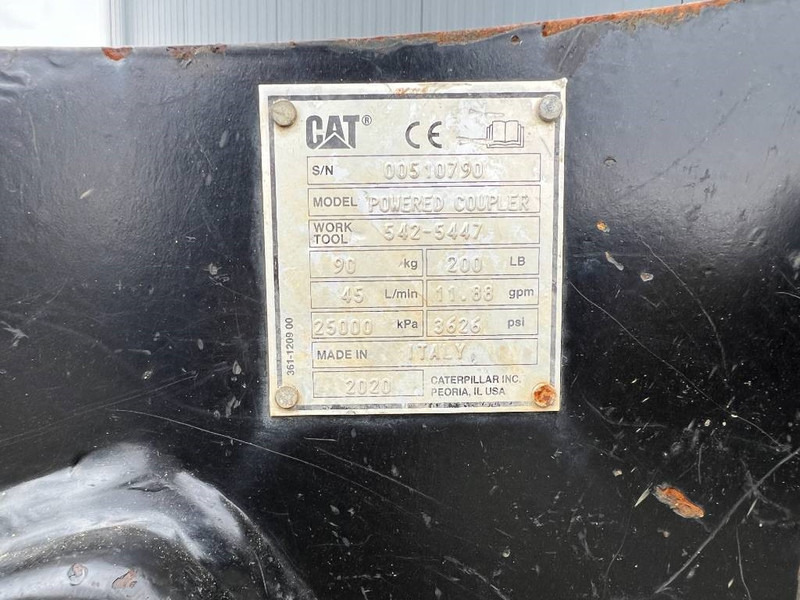 CAT® CE
S/N 00510790
MODEL POWERED COUPLER
WORK TOOL 542-5447
90 kg 200 LB
45 L/min 11.88 gpm
25000 kPa 3626 psi
MADE IN ITALY,
2020 CATERPILLAR INC.
PEORIA, IL USA
361-1209 00